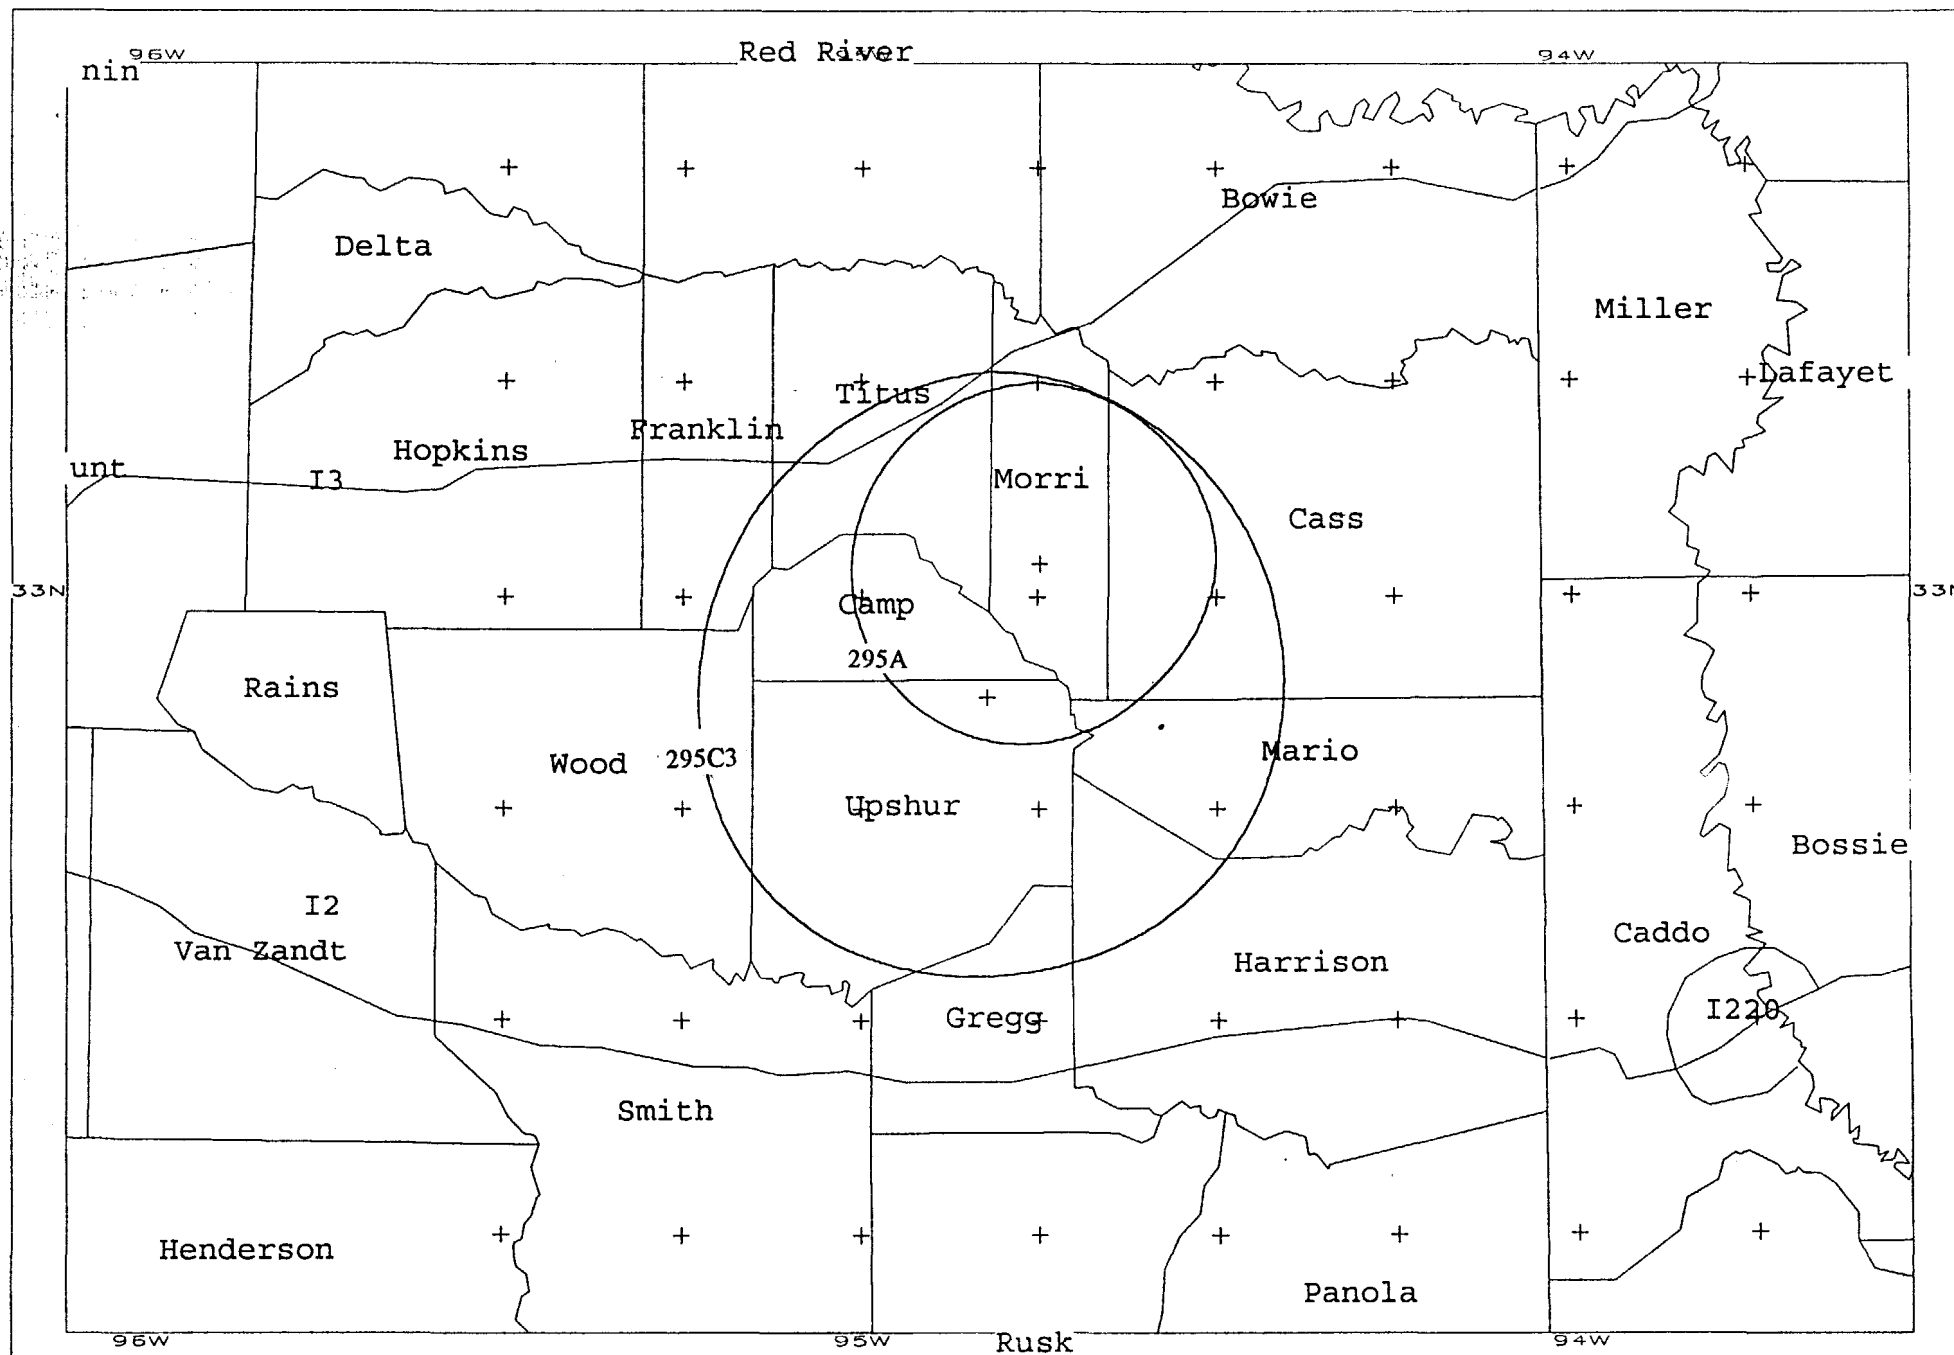 96W
Red River
94W
nin
Bowie
Delta
Miller
Lafayet
Titus
Franklin
Hopkins
unt
I3
Morri
Cass
33N
33N
Camp
295A
Rains
Wood
295C3
Mario
Upshur
Bossie
I2
Van Zandt
Caddo
Harrison
I220
Gregg
Smith
Henderson
Panola
96W
95W
Rusk
94W